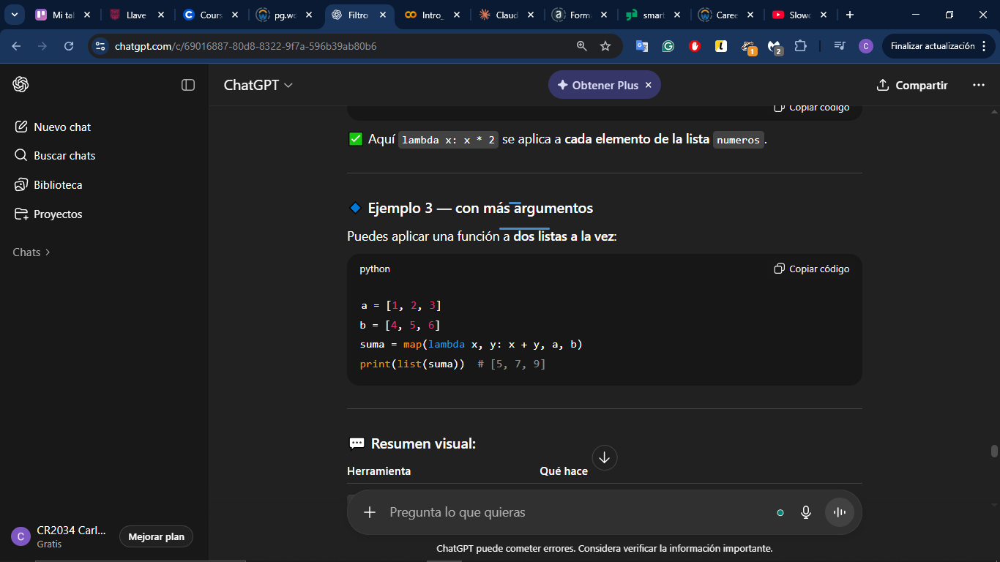 Mi tal
Llave
Cours
pg.wo
Filtro
Intro_
Claud
Form
smart
Caree
Slowd
chatgpt.com/c/69016887-80d8-8322-9f7a-596b39ab80b6
1
2
C
Finalizar actualización
ChatGPT
Obtener Plus
Compartir
Nuevo chat
Buscar chats
Biblioteca
Proyectos
Chats
Copiar código
Aquí lambda x: x * 2 se aplica a cada elemento de la lista numeros.
Ejemplo 3 — con más argumentos
Puedes aplicar una función a dos listas a la vez:
python
Copiar código
a = [1, 2, 3]
b = [4, 5, 6]
suma = map(lambda x, y: x + y, a, b)
print(list(suma))  # [5, 7, 9]
Resumen visual:
Herramienta Qué hace
Pregunta lo que quieras
C
CR2034 Carl...
Gratis
Mejorar plan
ChatGPT puede cometer errores. Considera verificar la información importante.